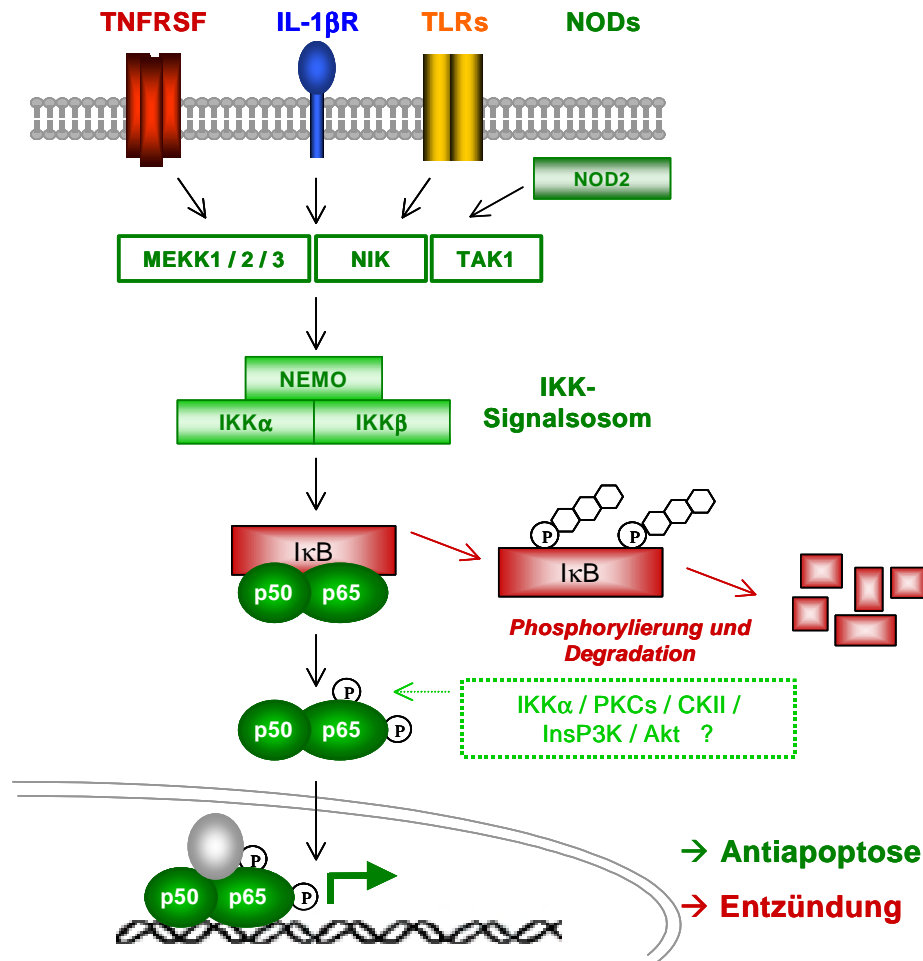 TNFRSF IL-1βR TLRs NODs
NOD2
MEKK1 / 2 / 3 NIK TAK1
NEMO
IKKα IKKβ
IKK-
Signalsosom
P P
IκB
p50 p65
IκB
Phosphorylierung und
Degradation
P
p50 p65 P
IKKα / PKCs / CKII /
InsP3K / Akt ?
P
p50 p65 P
→ Antiapoptose
→ Entzündung